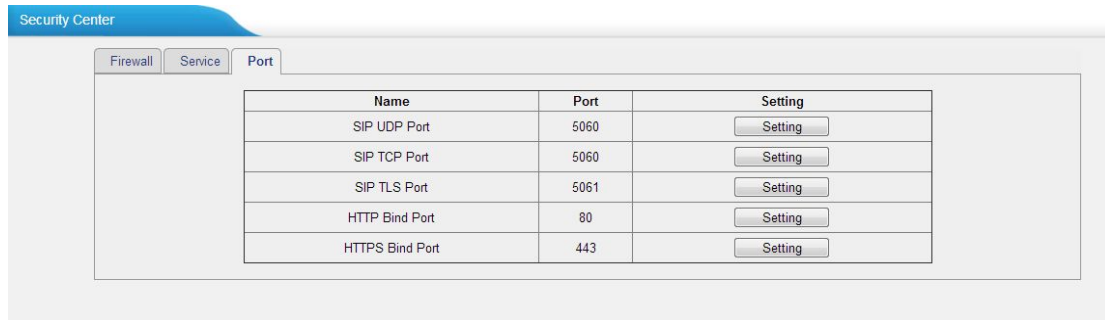 Security Center
Firewall Service Port
Name Port Setting
SIP UDP Port 5060 Setting
SIP TCP Port 5060 Setting
SIP TLS Port 5061 Setting
HTTP Bind Port 80 Setting
HTTPS Bind Port 443 Setting